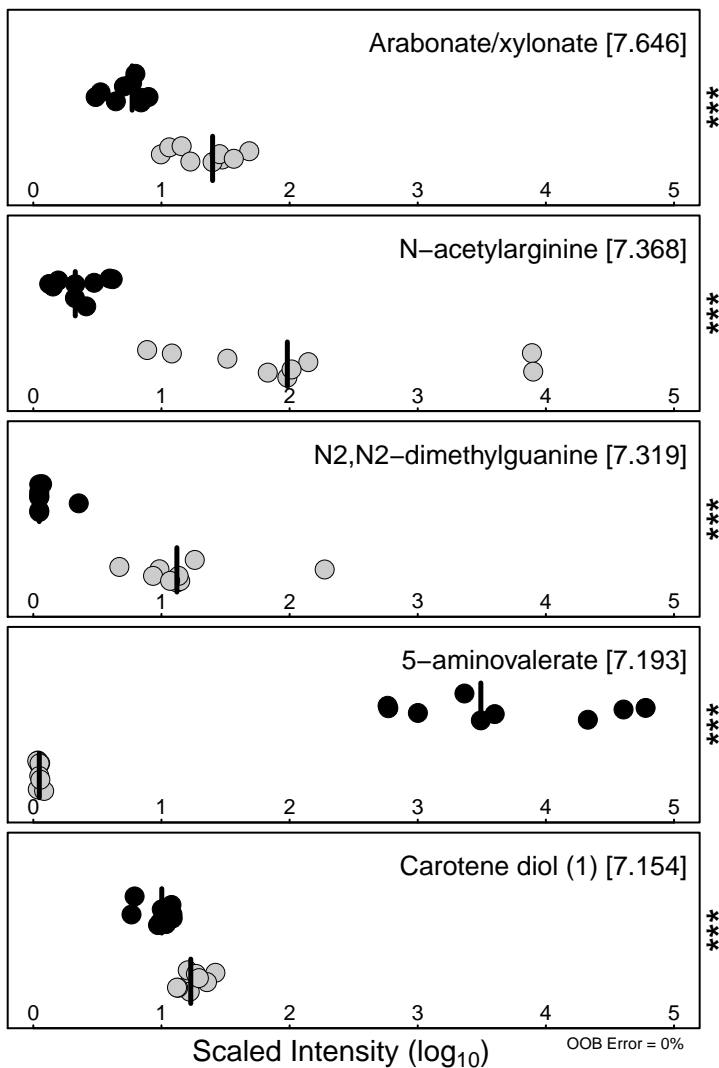 Arabonate/xylonate [7.646]
***
0 1 2 3 4 5
N−acetylarginine [7.368]
***
0 1 2 3 4 5
N2,N2−dimethylguanine [7.319]
***
0 1 2 3 4 5
5−aminovalerate [7.193]
***
0 1 2 3 4 5
Carotene diol (1) [7.154]
***
0 1 2 3 4 5
Scaled Intensity (log10)
OOB Error = 0%